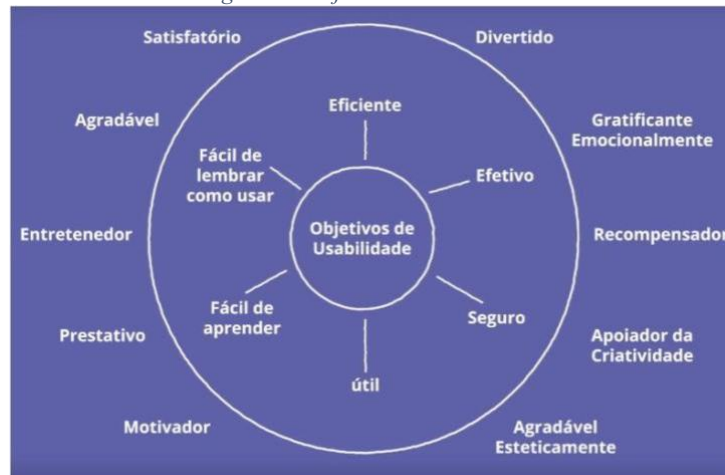 Satisfatório
Divertido
Eficiente
Agradável
Gratificante
Emocionalmente
Fácil de
lembrar
como usar
Efetivo
Entretenedor
Objetivos de
Usabilidade
Recompensador
Fácil de
aprender
Seguro
Prestativo
Apoiador da
Criatividade
útil
Motivador
Agradável
Esteticamente